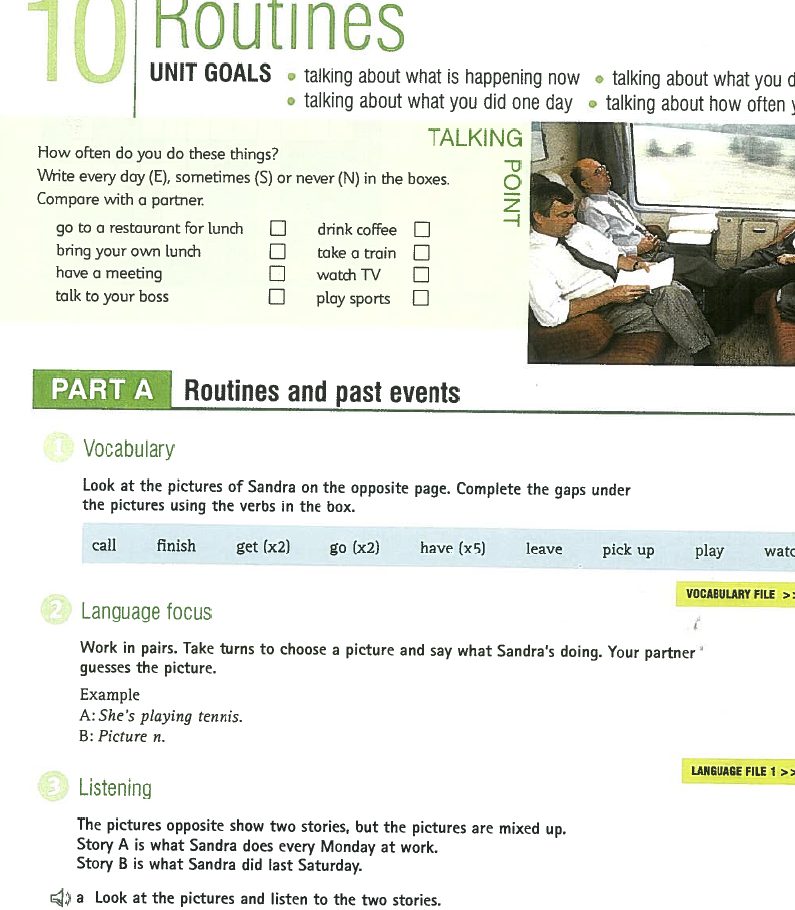 10 Routines
UNIT GOALS • talking about what is happening now • talking about what you d
• talking about what you did one day • talking about how often y
TALKING POINT
How often do you do these things?
Write every day (E), sometimes (S) or never (N) in the boxes.
Compare with a partner.
go to a restaurant for lunch □ drink coffee □
bring your own lunch □ take a train □
have a meeting □ watch TV □
talk to your boss □ play sports □
PART A Routines and past events
1 Vocabulary
Look at the pictures of Sandra on the opposite page. Complete the gaps under
the pictures using the verbs in the box.
call finish get (x2) go (x2) have (x5) leave pick up play watc
VOCABULARY FILE >>
2 Language focus
Work in pairs. Take turns to choose a picture and say what Sandra's doing. Your partner
guesses the picture.
Example
A: She's playing tennis.
B: Picture n.
LANGUAGE FILE 1 >>
3 Listening
The pictures opposite show two stories, but the pictures are mixed up.
Story A is what Sandra does every Monday at work.
Story B is what Sandra did last Saturday.
a Look at the pictures and listen to the two stories.